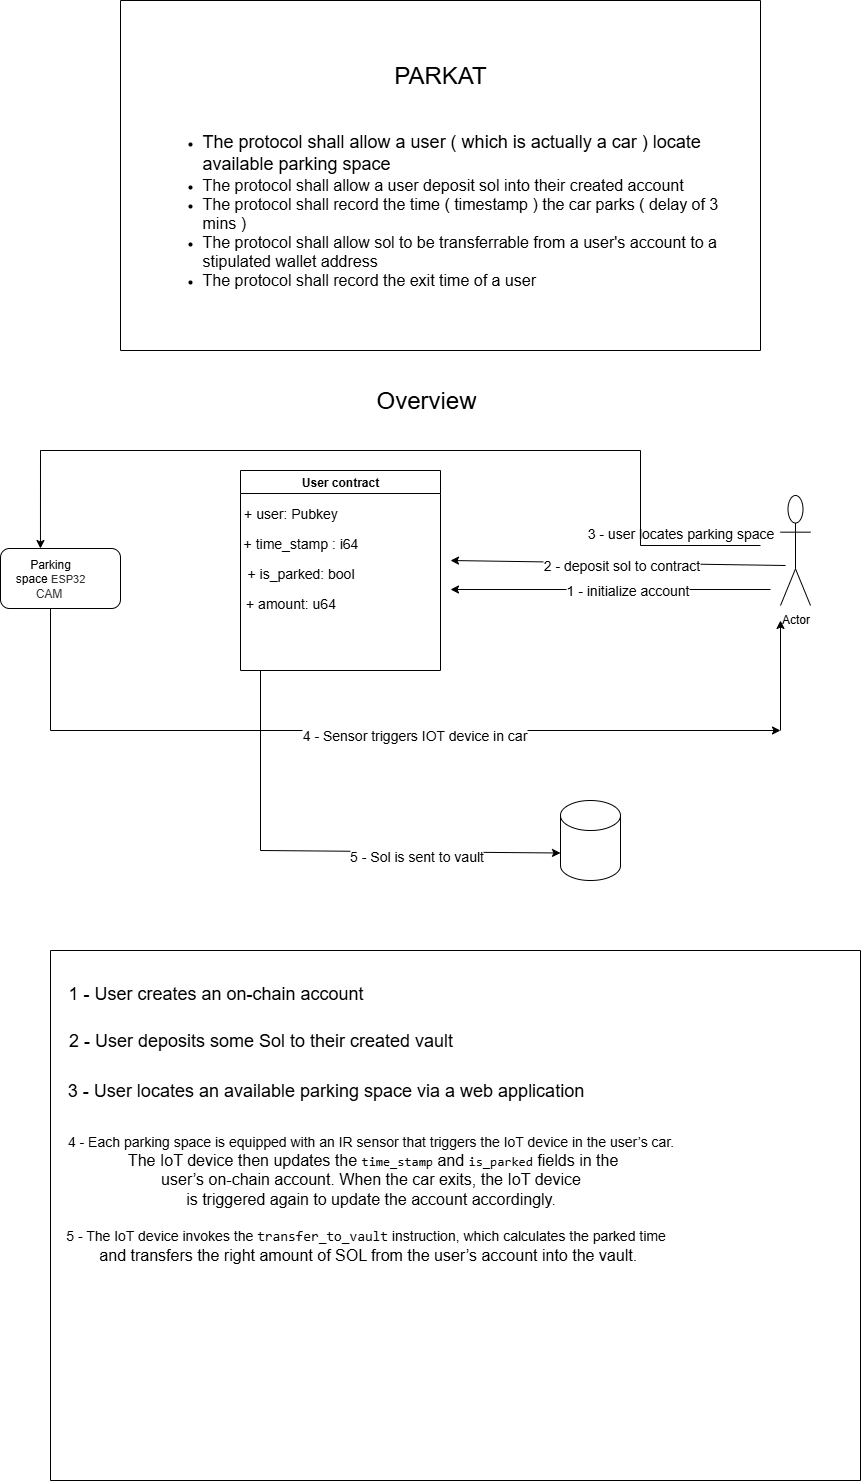 PARKAT
The protocol shall allow a user ( which is actually a car ) locate
available parking space
The protocol shall allow a user deposit sol into their created account
The protocol shall record the time ( timestamp ) the car parks ( delay of 3
mins )
The protocol shall allow sol to be transferrable from a user's account to a
stipulated wallet address
The protocol shall record the exit time of a user
Overview
User contract
+ user: Pubkey
+ time_stamp : i64
+ is_parked: bool
+ amount: u64
Parking
space ESP32
CAM
3 - user locates parking space
2 - deposit sol to contract
1 - initialize account
Actor
4 - Sensor triggers IOT device in car
5 - Sol is sent to vault
1 - User creates an on-chain account
2 - User deposits some Sol to their created vault
3 - User locates an available parking space via a web application
4 - Each parking space is equipped with an IR sensor that triggers the IoT device in the user’s car.
The IoT device then updates the time_stamp and is_parked fields in the
user’s on-chain account. When the car exits, the IoT device
is triggered again to update the account accordingly.
5 - The IoT device invokes the transfer_to_vault instruction, which calculates the parked time
and transfers the right amount of SOL from the user’s account into the vault.